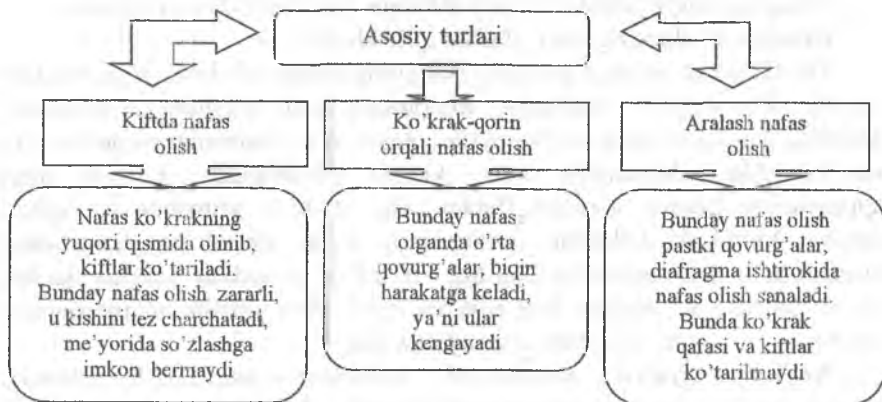 Asosiy turlari
Kiftda nafas
olish
Ko'krak-qorin
orqali nafas olish
Aralash nafas
olish
Nafas ko'krakning
yuqori qismida olinib,
kiftlar ko'tariladi.
Bunday nafas olish zararli,
u kishini tez charchatadi,
me'yorida so'zlashga
imkon bermaydi
Bunday nafas
olganda o'rta
qovurg'alar, biqin
harakatga keladi,
ya'ni ular
kengayadi
Bunday nafas olish
pastki qovurg'alar,
diafragma ishtirokida
nafas olish sanaladi.
Bunda ko'krak
qafasi va kiftlar
ko'tarilmaydi